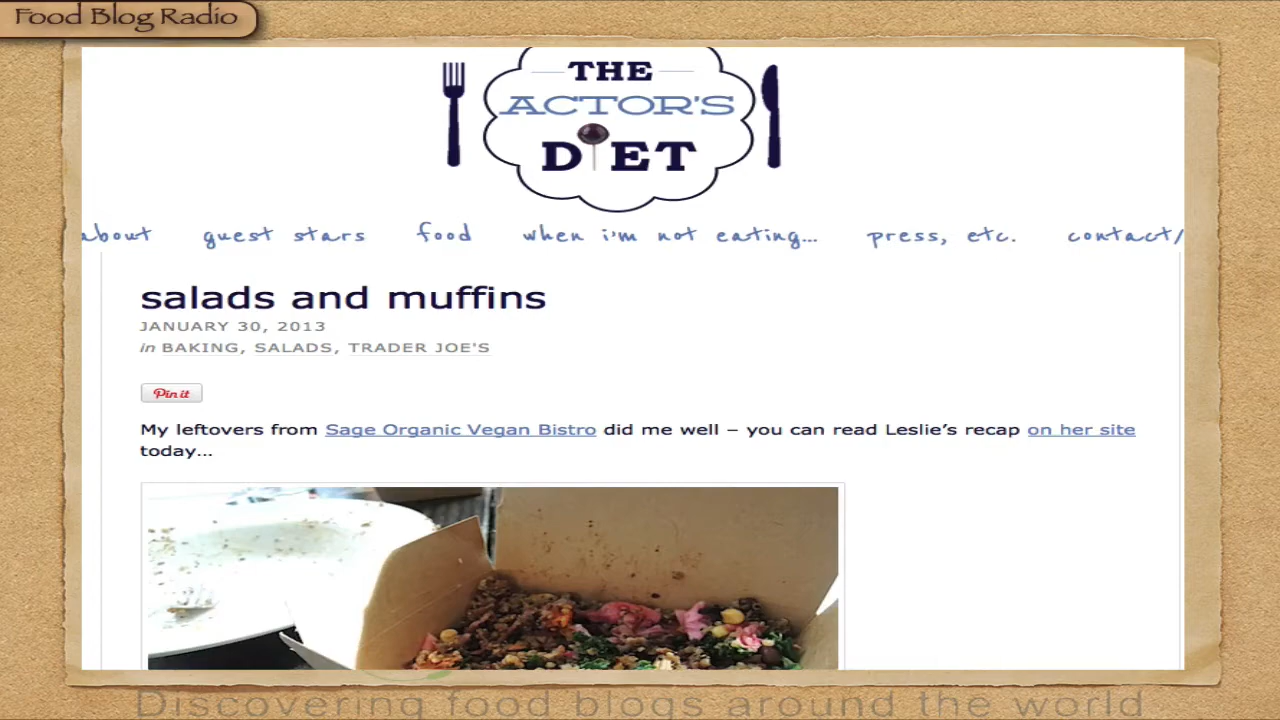 Food Blog Radio
THE
ACTOR'S
DIET
about guest stars food when i'm not eating... press, etc. contact/
salads and muffins
JANUARY 30, 2013
in BAKING, SALADS, TRADER JOE'S
Pin it
My leftovers from Sage Organic Vegan Bistro did me well – you can read Leslie's recap on her site
today...
Discovering food blogs around the world